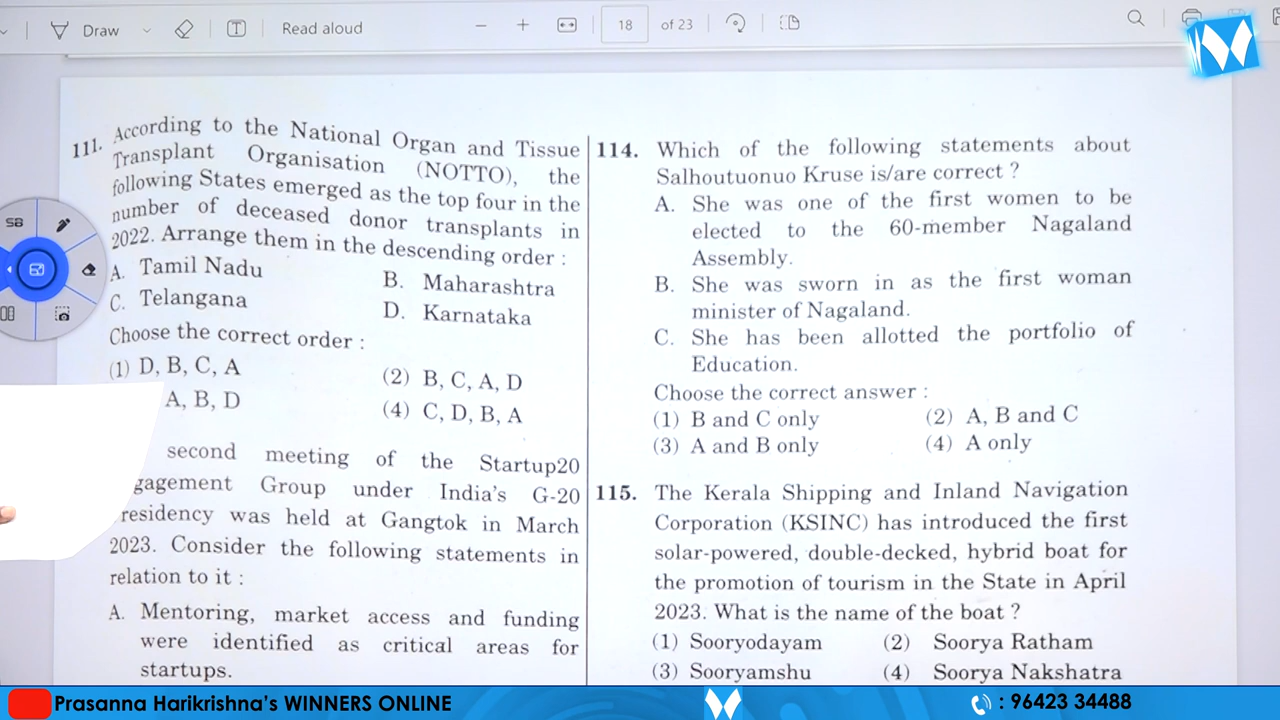 Draw
T
Read aloud
18
of 23
111. According to the National Organ and Tissue
Transplant Organisation (NOTTO), the
following States emerged as the top four in the
number of deceased donor transplants in
2022. Arrange them in the descending order :
A. Tamil Nadu B. Maharashtra
C. Telangana D. Karnataka
Choose the correct order :
(1) D, B, C, A (2) B, C, A, D
A, B, D (4) C, D, B, A
second meeting of the Startup20
gagement Group under India's G-20
residency was held at Gangtok in March
2023. Consider the following statements in
relation to it :
A. Mentoring, market access and funding
were identified as critical areas for
startups.
114. Which of the following statements about
Salhoutuonuo Kruse is/are correct ?
A. She was one of the first women to be
elected to the 60-member Nagaland
Assembly.
B. She was sworn in as the first woman
minister of Nagaland.
C. She has been allotted the portfolio of
Education.
Choose the correct answer :
(1) B and C only (2) A, B and C
(3) A and B only (4) A only
115. The Kerala Shipping and Inland Navigation
Corporation (KSINC) has introduced the first
solar-powered, double-decked, hybrid boat for
the promotion of tourism in the State in April
2023. What is the name of the boat ?
(1) Sooryodayam (2) Soorya Ratham
(3) Sooryamshu (4) Soorya Nakshatra
Prasanna Harikrishna's WINNERS ONLINE
: 96423 34488